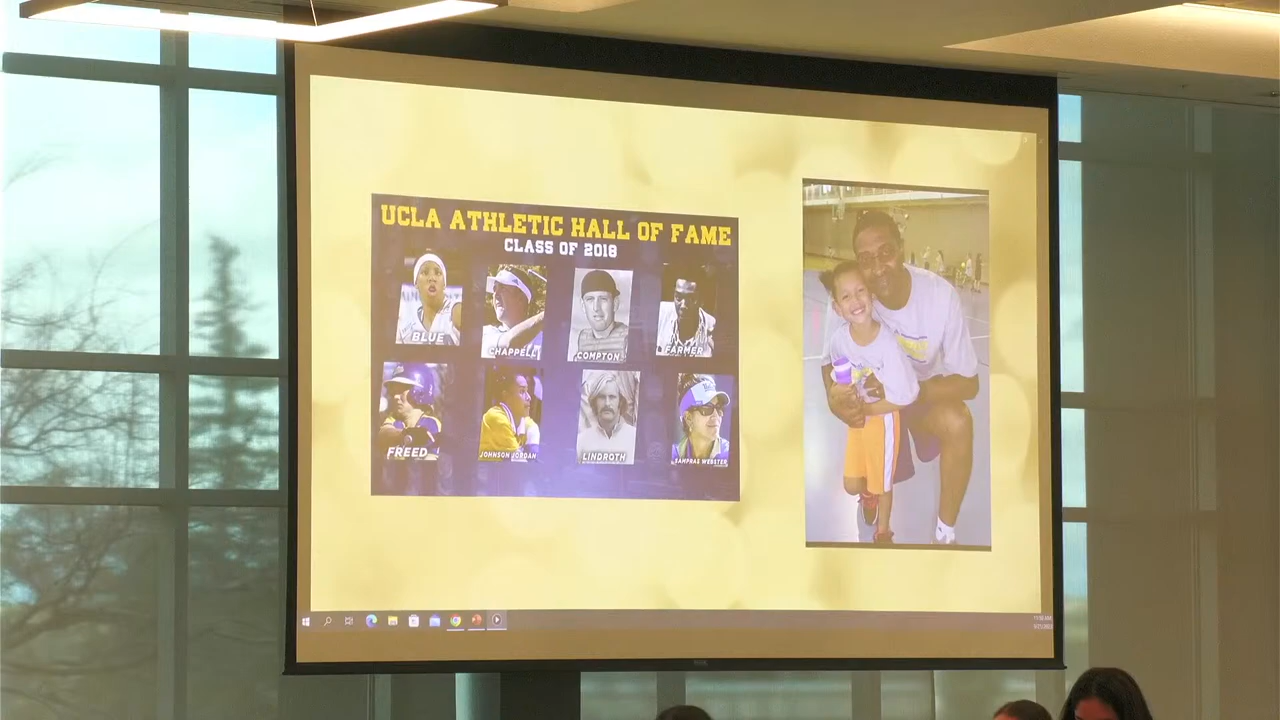 UCLA ATHLETIC HALL OF FAME
CLASS OF 2018
BLUE
CHAPPELL
COMPTON
FARMER
FREED
JOHNSON JORDAN
LINDROTH
SAMPRAS WEBSTER